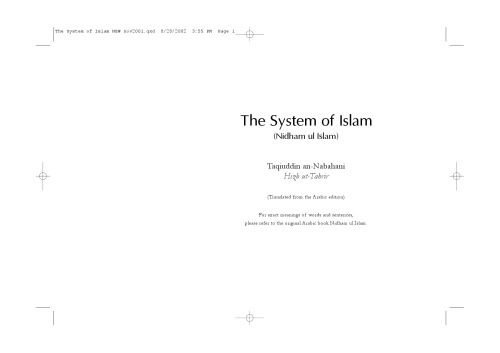 The System of Islam NEW nov2001.qxd 8/29/2002 3:55 PM Page 1
The System of Islam
(Nidham ul Islam)
Taqiuddin an-Nabahani
Hizb ut-Tahrir
(Translated from the Arabic edition)
For exact meanings of words and sentences,
please refer to the original Arabic book Nidham ul Islam.